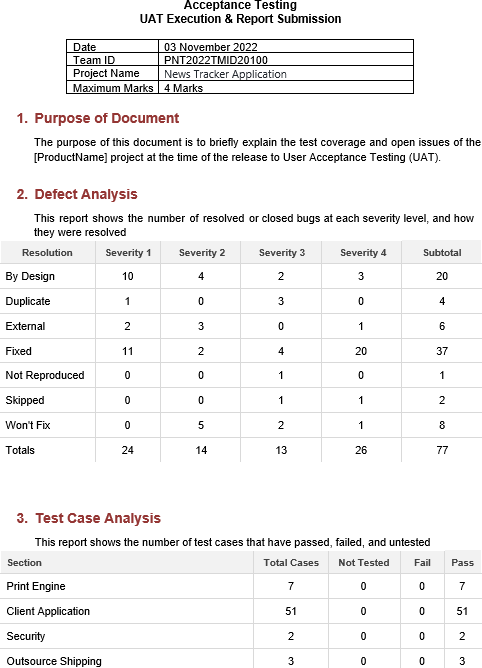 Acceptance Testing
UAT Execution & Report Submission
Date 03 November 2022
Team ID PNT2022TMID20100
Project Name News Tracker Application
Maximum Marks 4 Marks
1. Purpose of Document
The purpose of this document is to briefly explain the test coverage and open issues of the
[ProductName] project at the time of the release to User Acceptance Testing (UAT).
2. Defect Analysis
This report shows the number of resolved or closed bugs at each severity level, and how
they were resolved
Resolution Severity 1 Severity 2 Severity 3 Severity 4 Subtotal
By Design 10 4 2 3 20
Duplicate 1 0 3 0 4
External 2 3 0 1 6
Fixed 11 2 4 20 37
Not Reproduced 0 0 1 0 1
Skipped 0 0 1 1 2
Won't Fix 0 5 2 1 8
Totals 24 14 13 26 77
3. Test Case Analysis
This report shows the number of test cases that have passed, failed, and untested
Section Total Cases Not Tested Fail Pass
Print Engine 7 0 0 7
Client Application 51 0 0 51
Security 2 0 0 2
Outsource Shipping 3 0 0 3